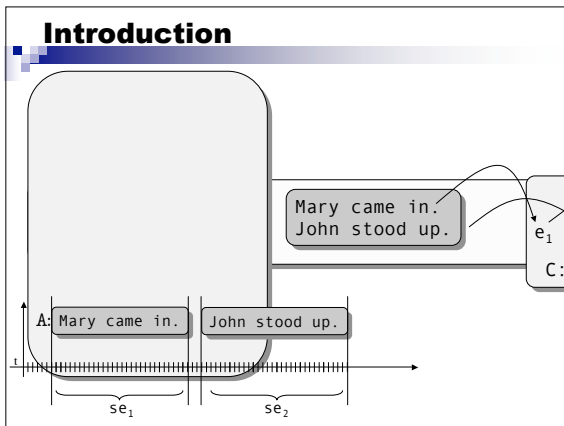 Introduction
Mary came in.
John stood up.
e₁
C:
A: Mary came in. John stood up.
t
se₁ se₂